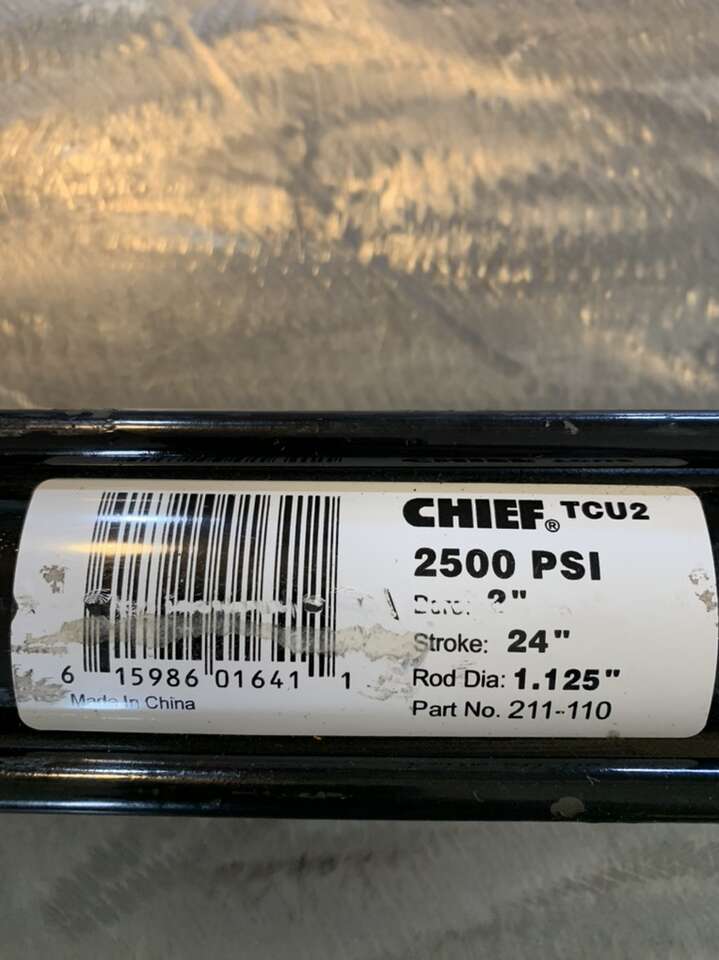 CHIEF® TCU2
2500 PSI
Stroke: 24"
Rod Dia: 1.125"
Part No. 211-110
6 15986 01641 1
Made In China